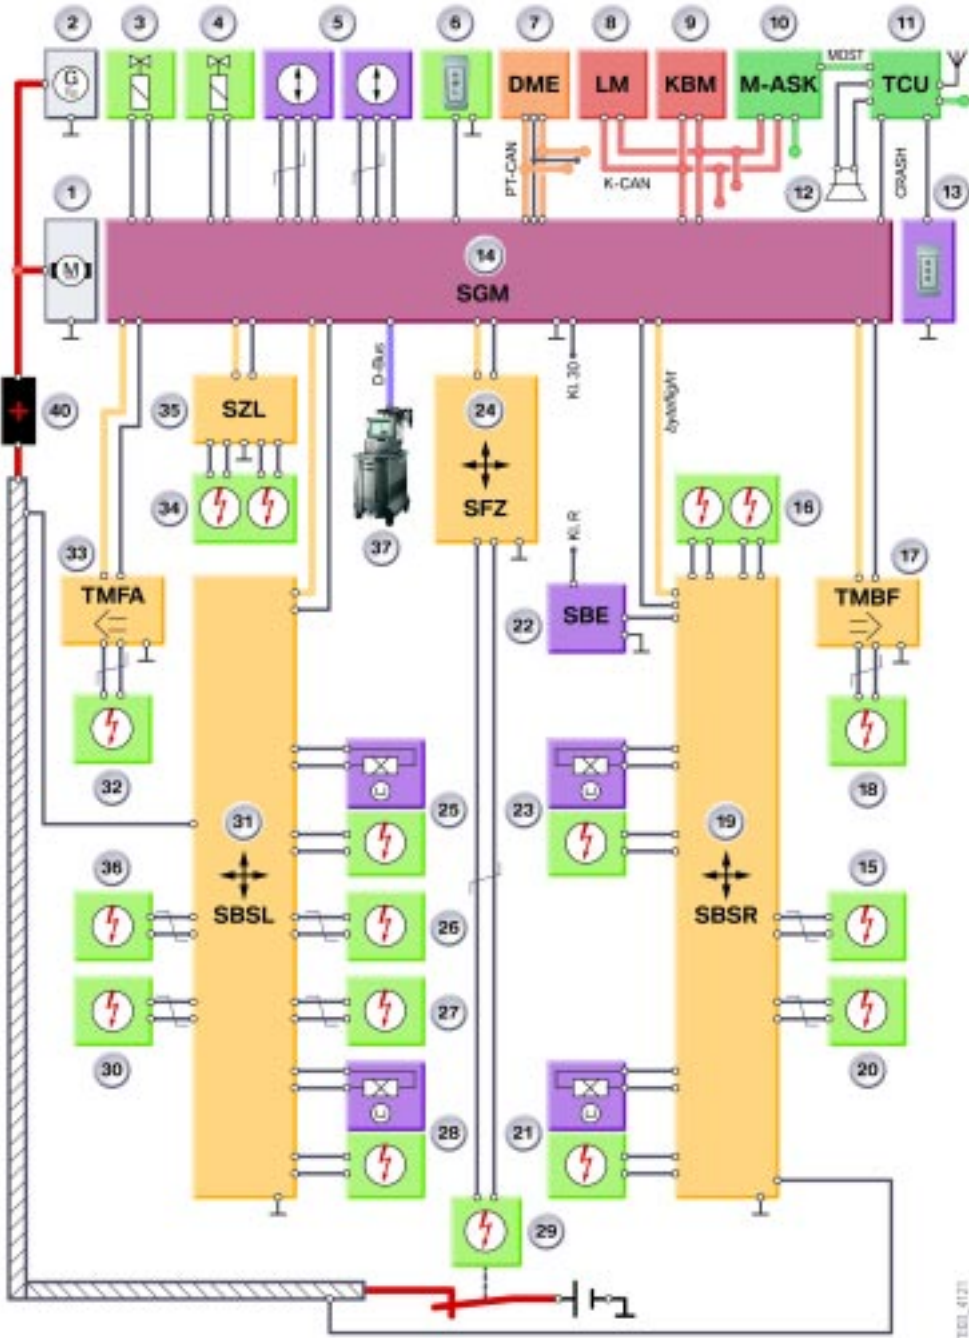 2 3 4 5 6 7 8 9 10 11
G
DME LM KBM M-ASK MOST TCU
PT-CAN K-CAN CRASH
1 12 13
M
14
SGM
D-Bus Kl. 30 byteflight
40 35 SZL 24
SFZ
34 37 16
Kl. R
33 17
TMFA SBE TMBF
22
32 18
25 23
31 19
36 15
SBSL SBSR
26
27
30 20
28 21
29